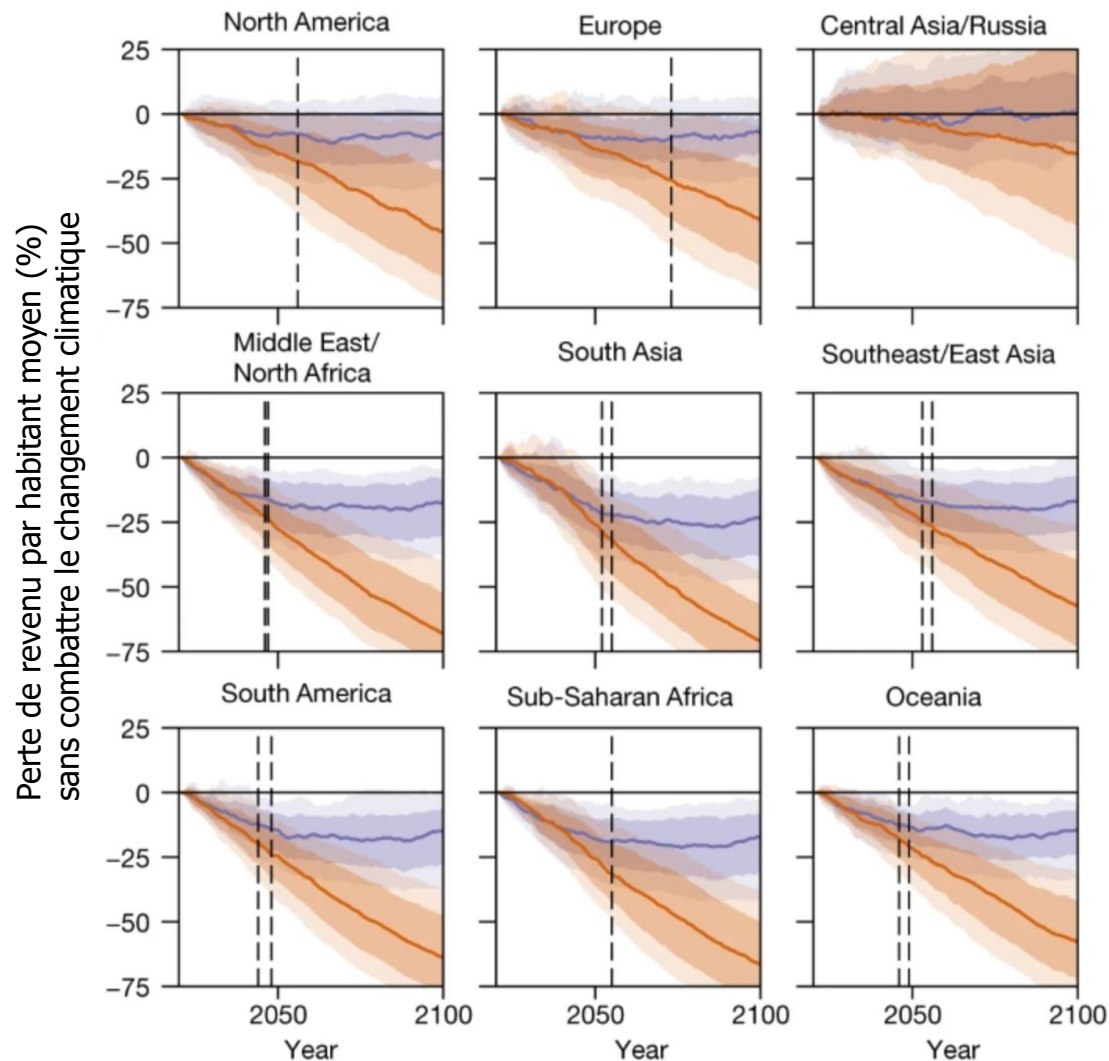 Perte de revenu par habitant moyen (%)
sans combattre le changement climatique
North America
Europe
Central Asia/Russia
25
0
−25
−50
−75
Middle East/
North Africa
South Asia
Southeast/East Asia
25
0
−25
−50
−75
South America
Sub-Saharan Africa
Oceania
25
0
−25
−50
−75
2050 2100
2050 2100
2050 2100
Year
Year
Year